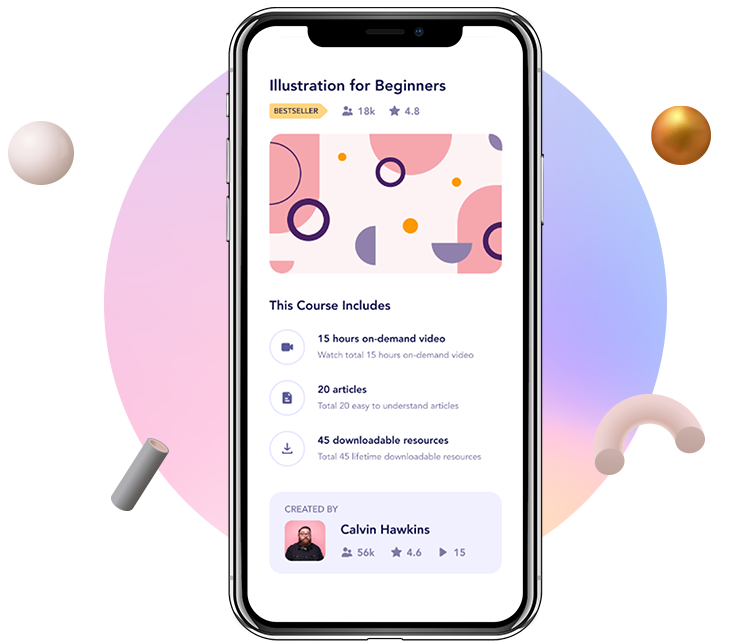 Illustration for Beginners
BESTSELLER 18k 4.8
This Course Includes
15 hours on-demand video
Watch total 15 hours on-demand video
20 articles
Total 20 easy to understand articles
45 downloadable resources
Total 45 lifetime downloadable resources
CREATED BY
Calvin Hawkins
56k 4.6 15